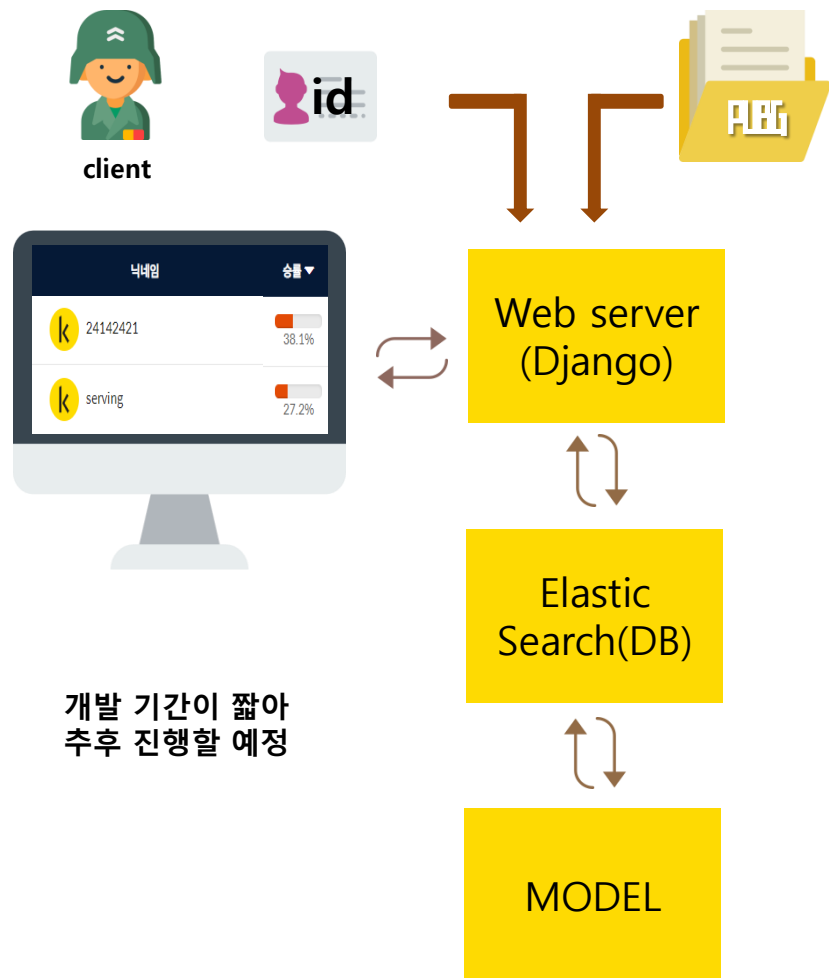 id
client
닉네임
승률▼
k
24142421
38.1%
k
serving
27.2%
Web server
(Django)
Elastic
Search(DB)
개발 기간이 짧아
추후 진행할 예정
MODEL